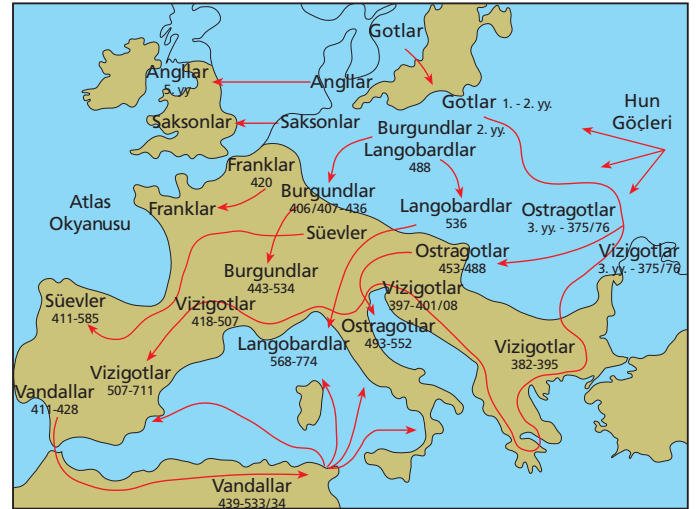 Gotlar
Angllar
5. yy
Angllar
Gotlar 1. - 2. yy.
Hun
Göçleri
Saksonlar
Saksonlar
Burgundlar 2. yy.
Langobardlar
488
Franklar
420
Burgundlar
406/407- 436
Atlas
Okyanusu
Franklar
Langobardlar
536
Ostragotlar
3. yy. - 375/76
Süevler
Ostragotlar
453-488
Vizigotlar
3. yy. - 375/76
Burgundlar
443-534
Vizigotlar
397-401/08
Süevler
411-585
Vizigotlar
418-507
Ostragotlar
493-552
Langobardlar
568-774
Vizigotlar
382-395
Vizigotlar
507-711
Vandallar
411-428
Vandallar
439-533/34